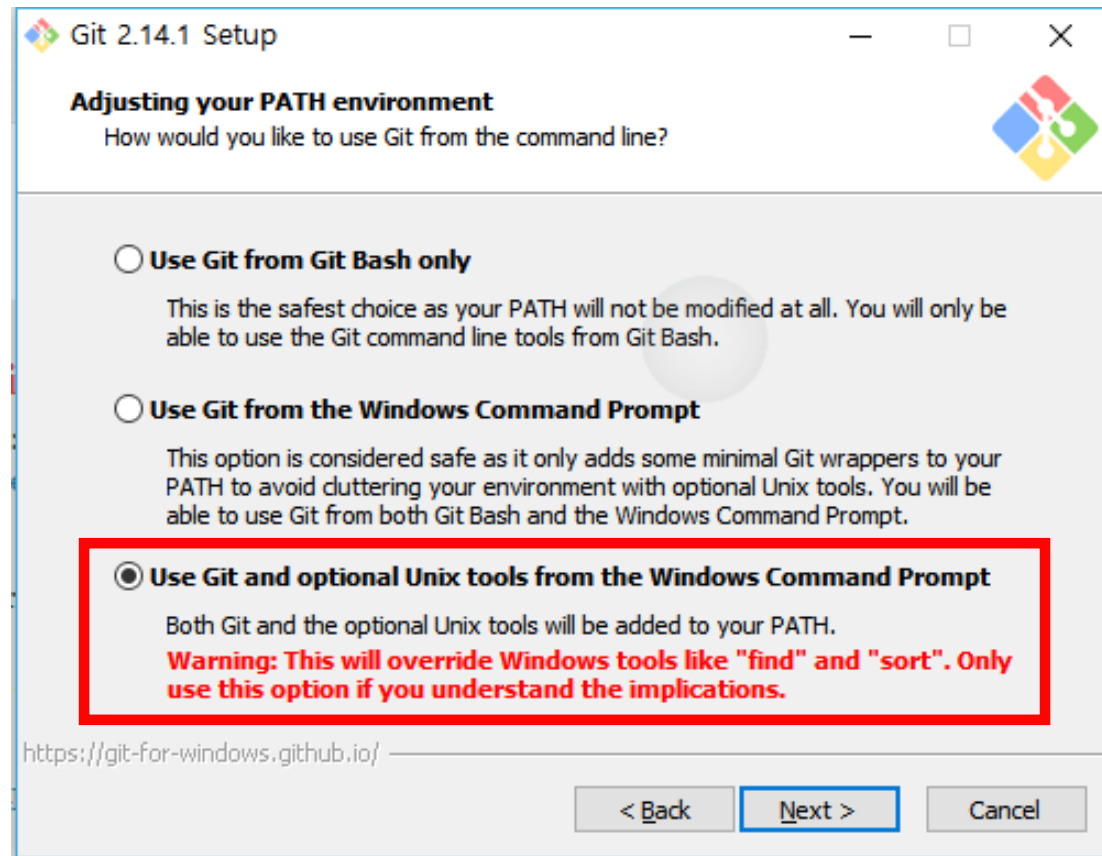 Git 2.14.1 Setup
Adjusting your PATH environment
How would you like to use Git from the command line?
Use Git from Git Bash only
This is the safest choice as your PATH will not be modified at all. You will only be
able to use the Git command line tools from Git Bash.
Use Git from the Windows Command Prompt
This option is considered safe as it only adds some minimal Git wrappers to your
PATH to avoid cluttering your environment with optional Unix tools. You will be
able to use Git from both Git Bash and the Windows Command Prompt.
Use Git and optional Unix tools from the Windows Command Prompt
Both Git and the optional Unix tools will be added to your PATH.
Warning: This will override Windows tools like "find" and "sort". Only
use this option if you understand the implications.
https://git-for-windows.github.io/
< Back Next > Cancel